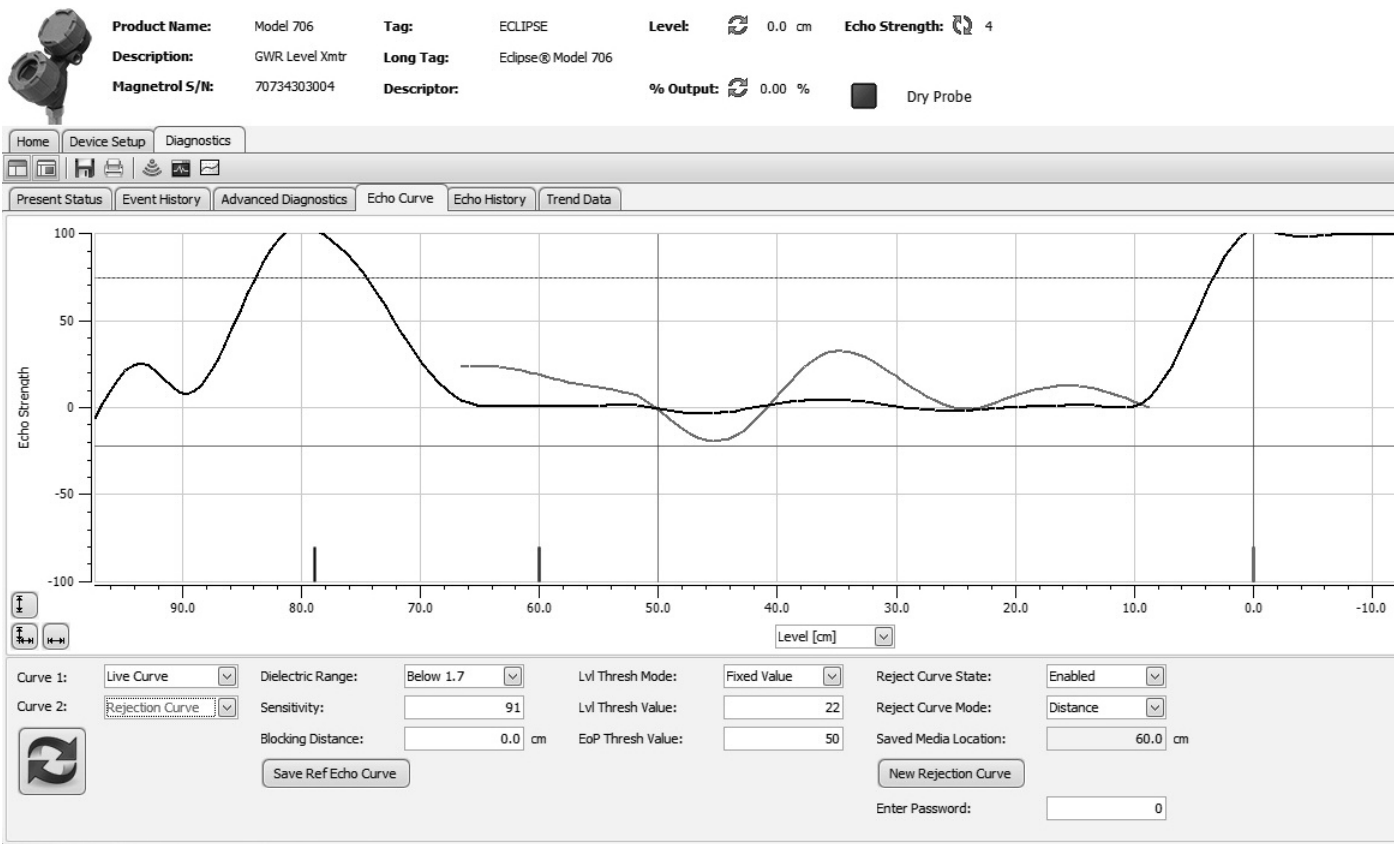 Product Name: Model 706 Tag: ECLIPSE Level: 0.0 cm Echo Strength: 4
Description: GWR Level Xmtr Long Tag: Eclipse® Model 706
Magnetrol S/N: 70734303004 Descriptor: % Output: 0.00 % Dry Probe
Home Device Setup Diagnostics
Present Status Event History Advanced Diagnostics Echo Curve Echo History Trend Data
Echo Strength
100
50
0
-50
-100
90.0 80.0 70.0 60.0 50.0 40.0 30.0 20.0 10.0 0.0 -10.0
Level [cm]
Curve 1: Live Curve Dielectric Range: Below 1.7 Lvl Thresh Mode: Fixed Value Reject Curve State: Enabled
Curve 2: Rejection Curve Sensitivity: 91 Lvl Thresh Value: 22 Reject Curve Mode: Distance
Blocking Distance: 0.0 cm EoP Thresh Value: 50 Saved Media Location: 60.0 cm
Save Ref Echo Curve New Rejection Curve
Enter Password: 0